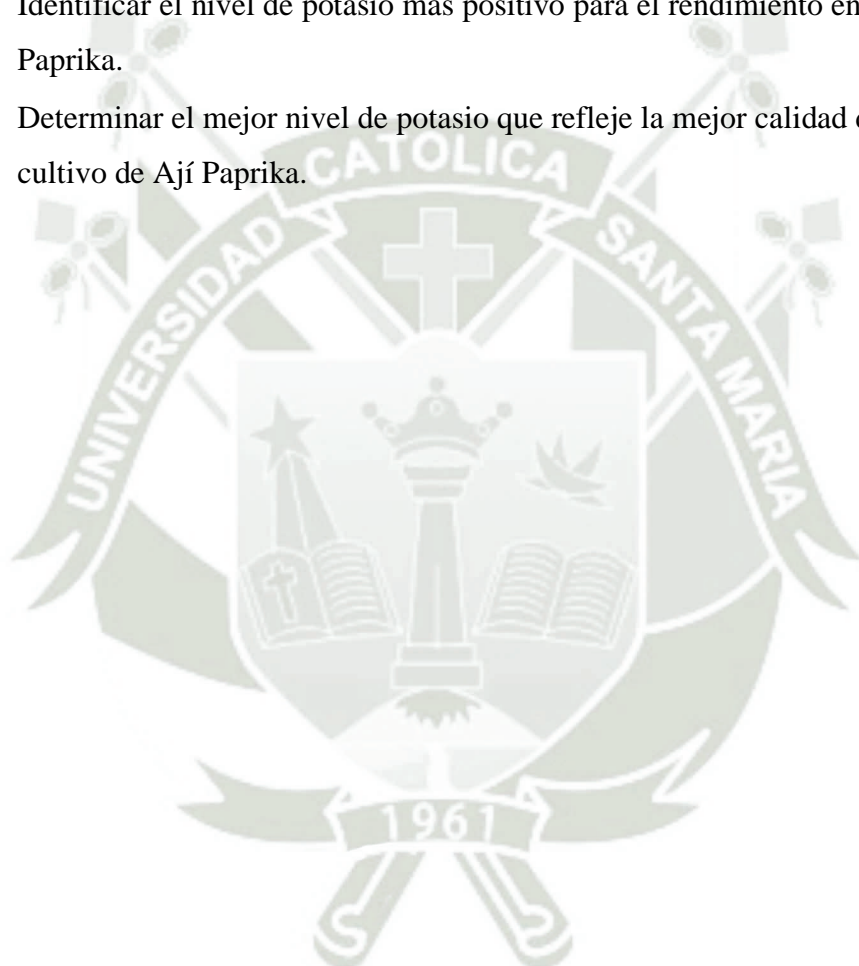 Identificar el nivel de potasio más positivo para el rendimiento en
Paprika.
Determinar el mejor nivel de potasio que refleje la mejor calidad
cultivo de Ají Paprika.
UNIVERSIDAD CATOLICA SANTA MARIA
1961